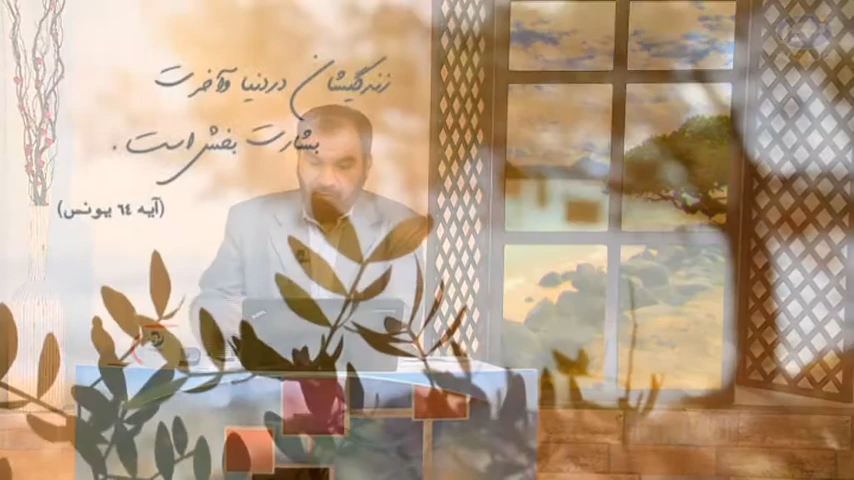 زندگیشان در دنیا و آخرت
بشارت بخش است .
(آیه ٦٤ یونس)